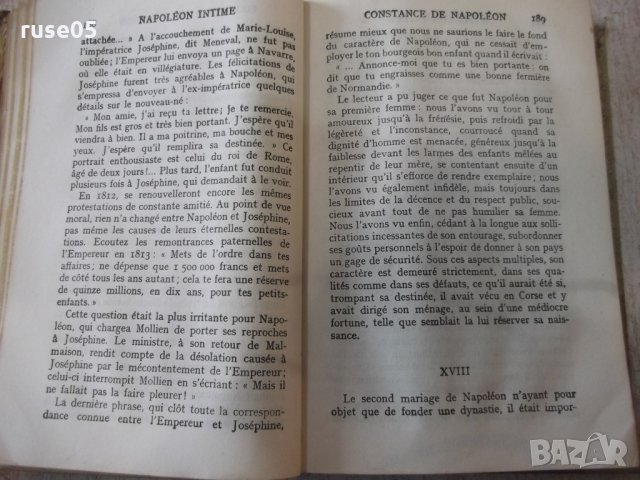 ruse05
NAPOLÉON INTIME
attachée... » A l'accouchement de Marie-Louise,
l'impératrice Joséphine, dit Meneval, ne fut pas
oubliée; l'Empereur lui envoya un page à Navarre,
où elle était en villégiature. Les félicitations de
Joséphine furent très agréables à Napoléon, qui
s'empressa d'envoyer à l'ex-impératrice quelques
détails sur le nouveau-né :
« Mon amie, j'ai reçu ta lettre; je te remercie.
Mon fils est gros et très bien portant. J'espère qu'il
viendra à bien. Il a ma poitrine, ma bouche et mes
yeux. J'espère qu'il remplira sa destinée. » Ce
portrait enthousiaste est celui du roi de Rome,
âgé de deux jours!... Plus tard, l'enfant fut conduit
plusieurs fois à Joséphine, qui demandait à le voir.
En 1812, se renouvelleront encore les mêmes
protestations de constante amitié. Au point de vue
moral, rien n'a changé entre Napoléon et Joséphine,
pas même les causes de leurs éternelles contesta-
tions. Ecoutez les remontrances paternelles de
l'Empereur en 1813 : « Mets de l'ordre dans tes
affaires; ne dépense que 1 500 000 francs et mets
de côté tous les ans autant; cela te fera une réserve
de quinze millions, en dix ans, pour tes petits-
enfants. »
Cette question était la plus irritante pour Napo-
léon, qui chargea Mollien de porter ses reproches
à Joséphine. Le ministre, à son retour de Mal-
maison, rendit compte de la désolation causée à
Joséphine par le mécontentement de l'Empereur;
celui-ci interrompit Mollien en s'écriant : « Mais il
ne fallait pas la faire pleurer! »
La dernière phrase, qui clôt toute la correspon-
dance connue entre l'Empereur et Joséphine,
CONSTANCE DE NAPOLÉON 189
résume mieux que nous ne saurions le faire le fond
du caractère de Napoléon, qui ne cessait d'employer
le ton bourgeois bon enfant quand il écrivait :
« ... Annonce-moi que tu es bien portante : on
dit que tu engraisses comme une bonne fermière
de Normandie. »
Le lecteur a pu juger ce que fut Napoléon pour
sa première femme : nous l'avons vu tour à tour
amoureux jusqu'à la frénésie, puis refroidi par la
légèreté et l'inconstance, courroucé quand sa
dignité d'homme est menacée, généreux jusqu'à la
faiblesse devant les larmes des enfants mêlées au
repentir de leur mère, se contentant ensuite d'un
intérieur qu'il s'efforce de rendre exemplaire; nous
l'avons vu également infidèle, mais toujours dans
les limites de la décence et du respect public, sou-
cieux avant tout de ne pas humilier sa femme.
Nous l'avons vu enfin, cédant à la longue aux solli-
citations incessantes de son entourage, subordonner
ses goûts personnels à l'espoir de donner à son pays
un gage de sécurité. Sous ces aspects multiples, son
caractère est demeuré strictement, dans ses qua-
lités comme dans ses défauts, ce qu'il aurait été si,
trompant sa destinée, il avait vécu en Corse et y
avait dirigé son ménage, au sein d'une médiocre
fortune, telle que semblait la lui réserver sa nais-
sance.
XVIII
Le second mariage de Napoléon n'ayant pour
objet que de fonder une dynastie, il était impor-
BAZAR
bg